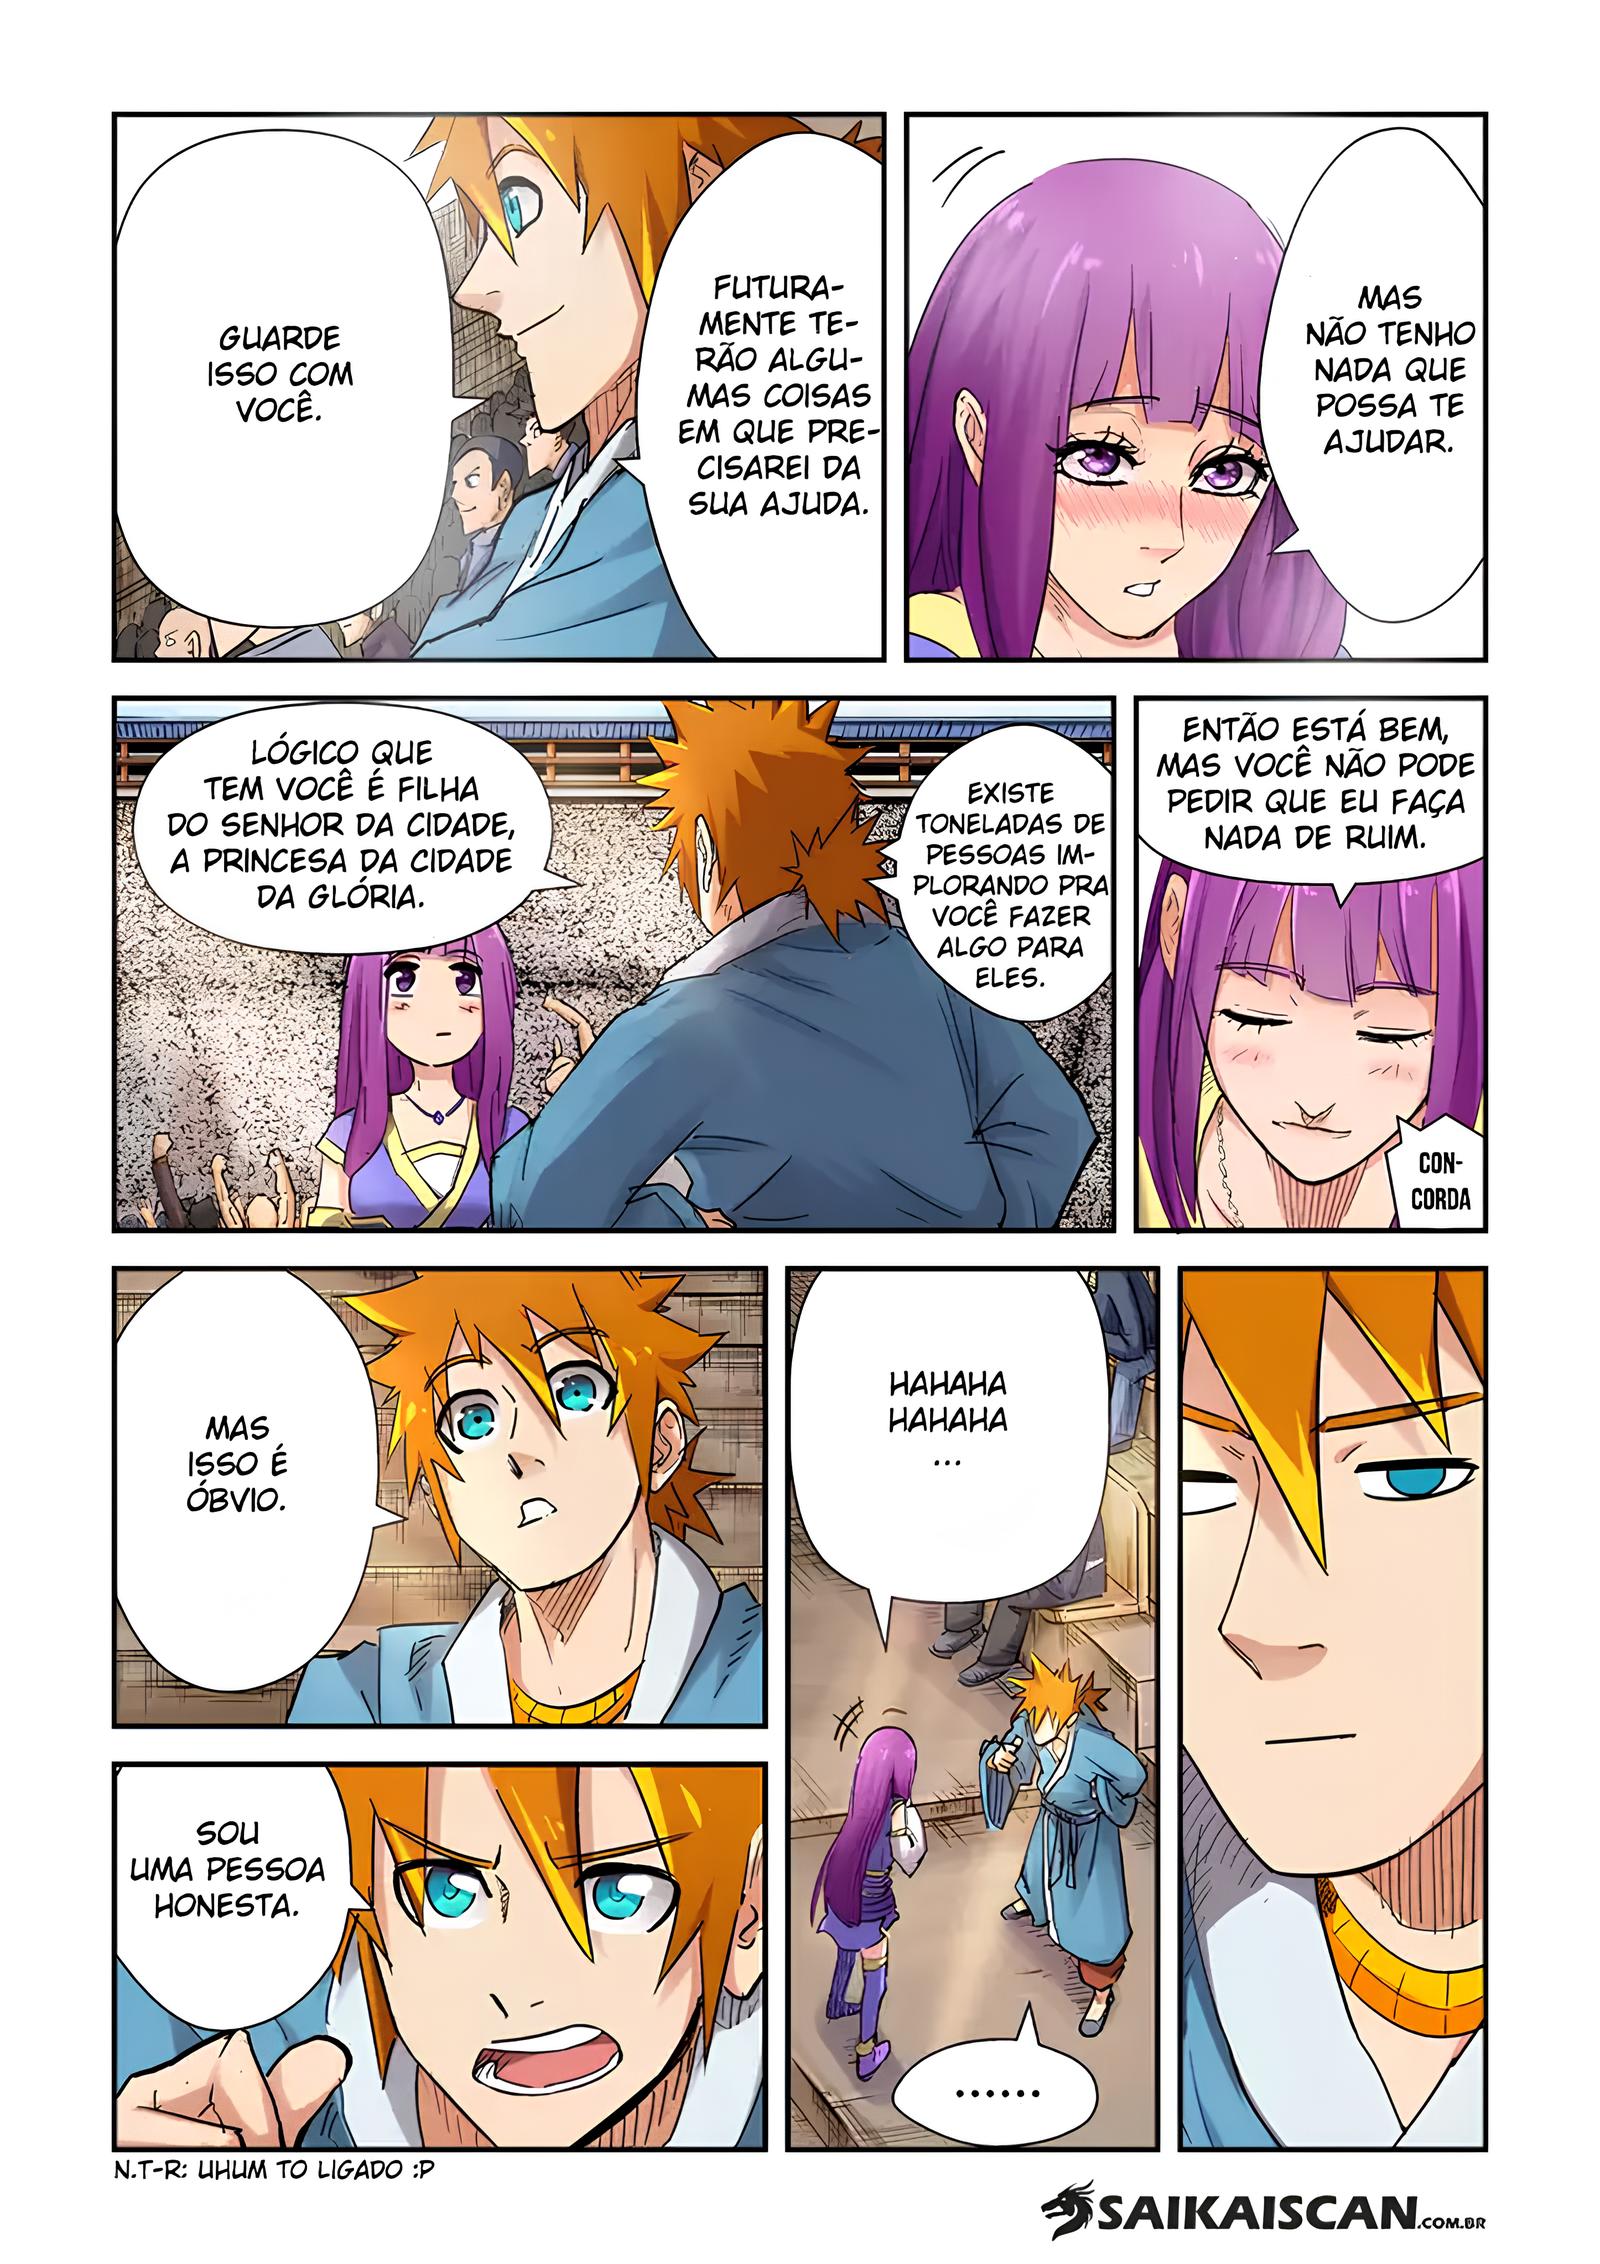 GUARDE
ISSO COM
VOCÊ.
FUTURA-
MENTE TE-
RÃO ALGU-
MAS COISAS
EM QUE PRE-
CISAREI DA
SUA AJUDA.
MAS
NÃO TENHO
NADA QUE
POSSA TE
AJUDAR.
LÓGICO QUE
TEM VOCÊ É FILHA
DO SENHOR DA CIDADE,
A PRINCESA DA CIDADE
DA GLÓRIA.
EXISTE
TONELADAS DE
PESSOAS IM-
PLORANDO PRA
VOCÊ FAZER
ALGO PARA
ELES.
ENTÃO ESTÁ BEM,
MAS VOCÊ NÃO PODE
PEDIR QUE EU FAÇA
NADA DE RUIM.
CON-
CORDA
MAS
ISSO É
ÓBVIO.
SOU
UMA PESSOA
HONESTA.
HAHAHA
HAHAHA
...
......
N.T-R: UHUM TO LIGADO :P
SAIKAISCAN.COM.BR